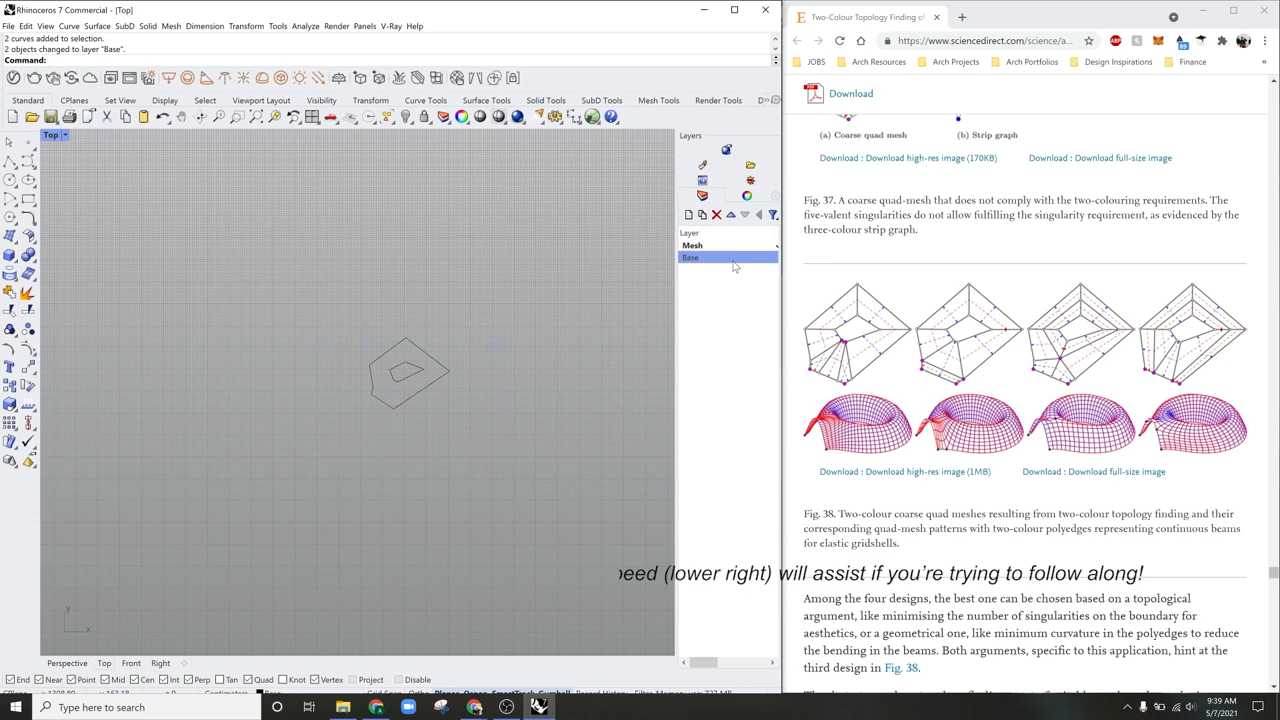 Rhinoceros 7 Commercial - [Top]
File Edit View Curve Surface SubD Solid Mesh Dimension Transform Tools Analyze Render Panels V-Ray Help
2 curves added to selection.
2 objects changed to layer "Base".
Command:
Standard CPlanes Set View Display Select Viewport Layout Visibility Transform Curve Tools Surface Tools Solid Tools SubD Tools Mesh Tools Render Tools
Top
Layers
Layer
Mesh
Base
y
x
Perspective Top Front Right
End Near Point Mid Cen Int Perp Tan Quad Knot Vertex Project Disable
Type here to search
Two-Colour Topology Finding of
https://www.sciencedirect.com/science/a...
JOBS Arch Resources Arch Projects Arch Portfolios Design Inspirations Finance
Download
(a) Coarse quad mesh (b) Strip graph
Download : Download high-res image (170KB) Download : Download full-size image
Fig. 37. A coarse quad-mesh that does not comply with the two-colouring requirements. The
five-valent singularities do not allow fulfilling the singularity requirement, as evidenced by the
three-colour strip graph.
Download : Download high-res image (1MB) Download : Download full-size image
Fig. 38. Two-colour coarse quad meshes resulting from two-colour topology finding and their
corresponding quad-mesh patterns with two-colour polyedges representing continuous beams
for elastic gridshells.
peed (lower right) will assist if you're trying to follow along!
Among the four designs, the best one can be chosen based on a topological
argument, like minimising the number of singularities on the boundary for
aesthetics, or a geometrical one, like minimum curvature in the polyedges to reduce
the bending in the beams. Both arguments, specific to this application, hint at the
third design in Fig. 38.
9:39 AM
5/7/2021